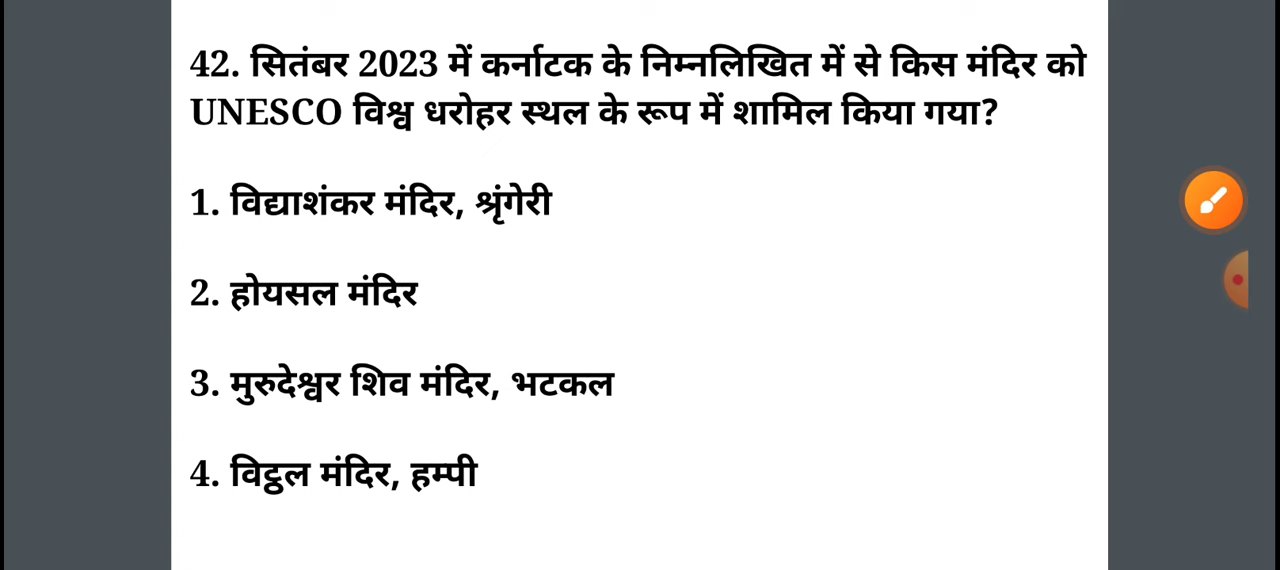 42. सितंबर 2023 में कर्नाटक के निम्नलिखित में से किस मंदिर को
UNESCO विश्व धरोहर स्थल के रूप में शामिल किया गया?
1. विद्याशंकर मंदिर, श्रृंगेरी
2. होयसल मंदिर
3. मुरुदेश्वर शिव मंदिर, भटकल
4. विट्ठल मंदिर, हम्पी